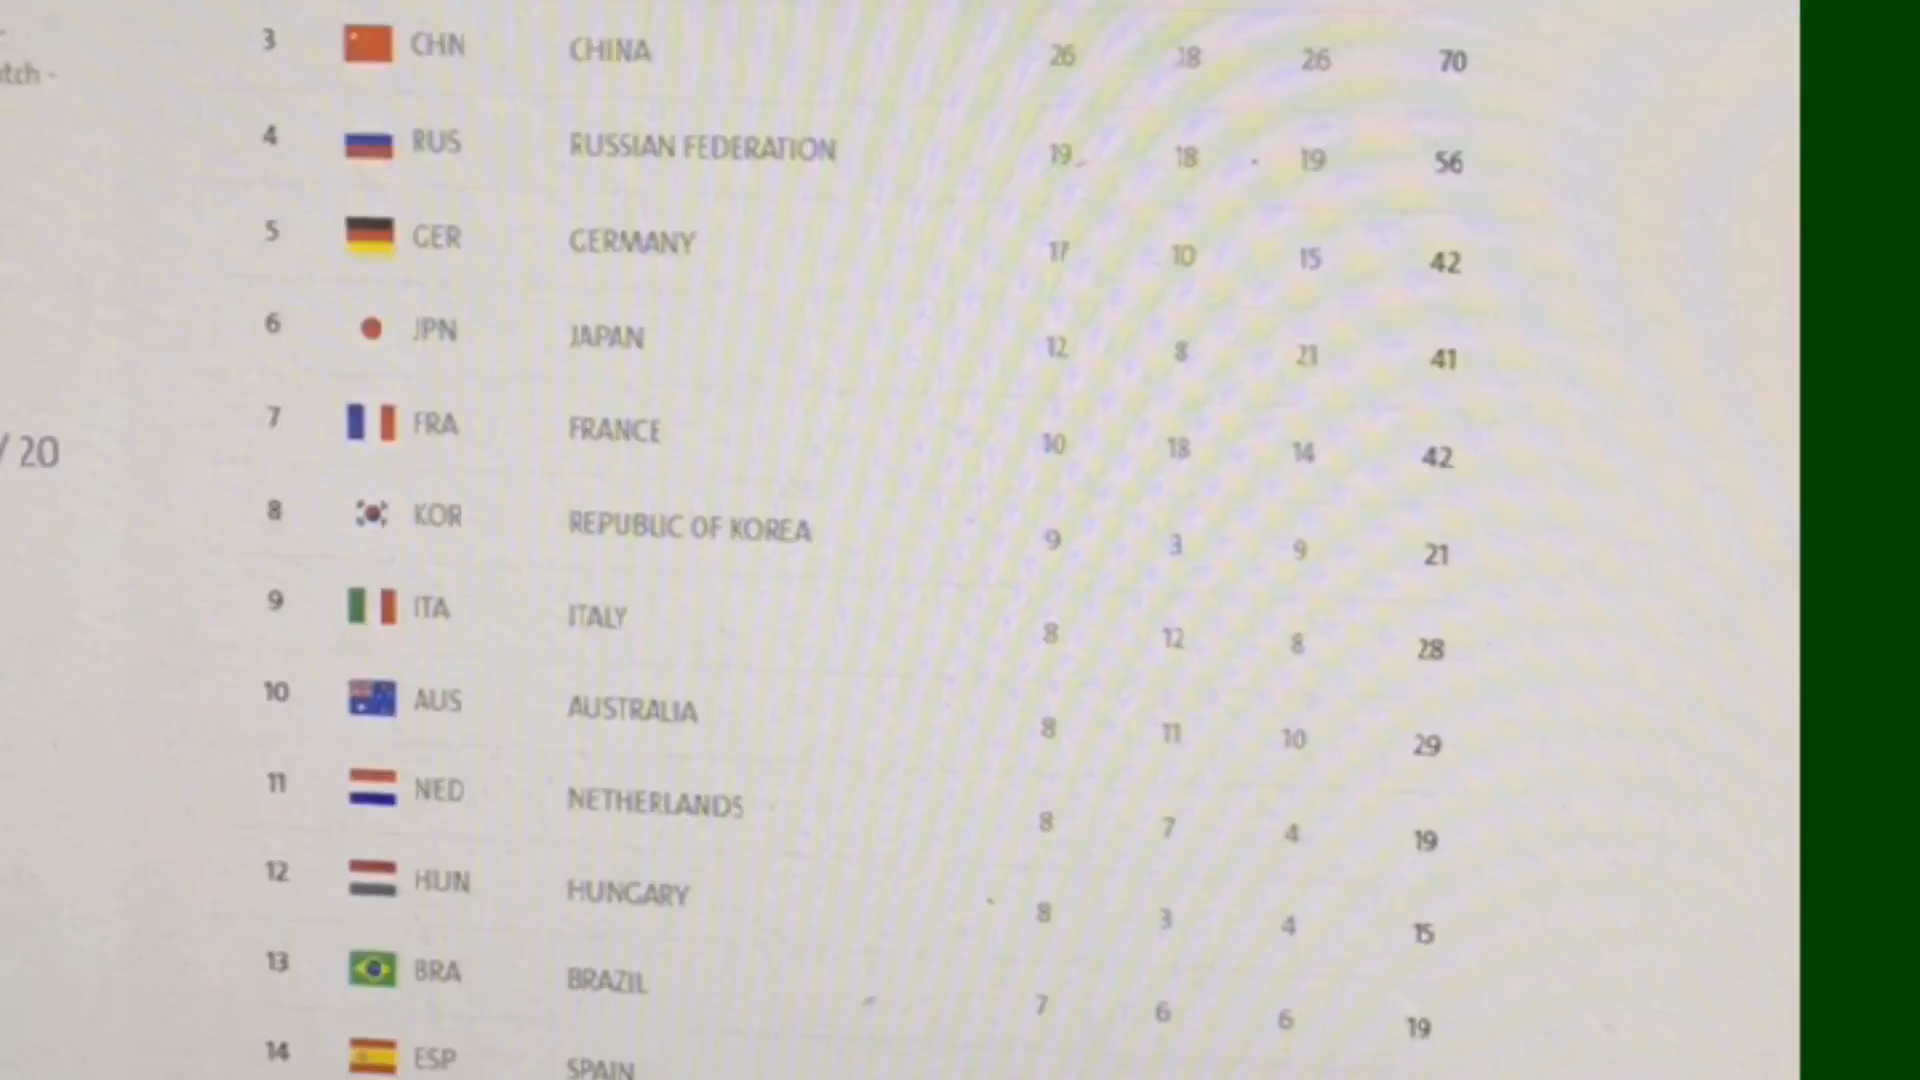 tch -
3 CHN CHINA 26 18 26 70
4 RUS RUSSIAN FEDERATION 19 18 19 56
5 GER GERMANY 17 10 15 42
6 JPN JAPAN 12 8 21 41
7 FRA FRANCE 10 18 14 42
/ 20
8 KOR REPUBLIC OF KOREA 9 3 9 21
9 ITA ITALY 8 12 8 28
10 AUS AUSTRALIA 8 11 10 29
11 NED NETHERLANDS 8 7 4 19
12 HUN HUNGARY 8 3 4 15
13 BRA BRAZIL 7 6 6 19
14 ESP SPAIN